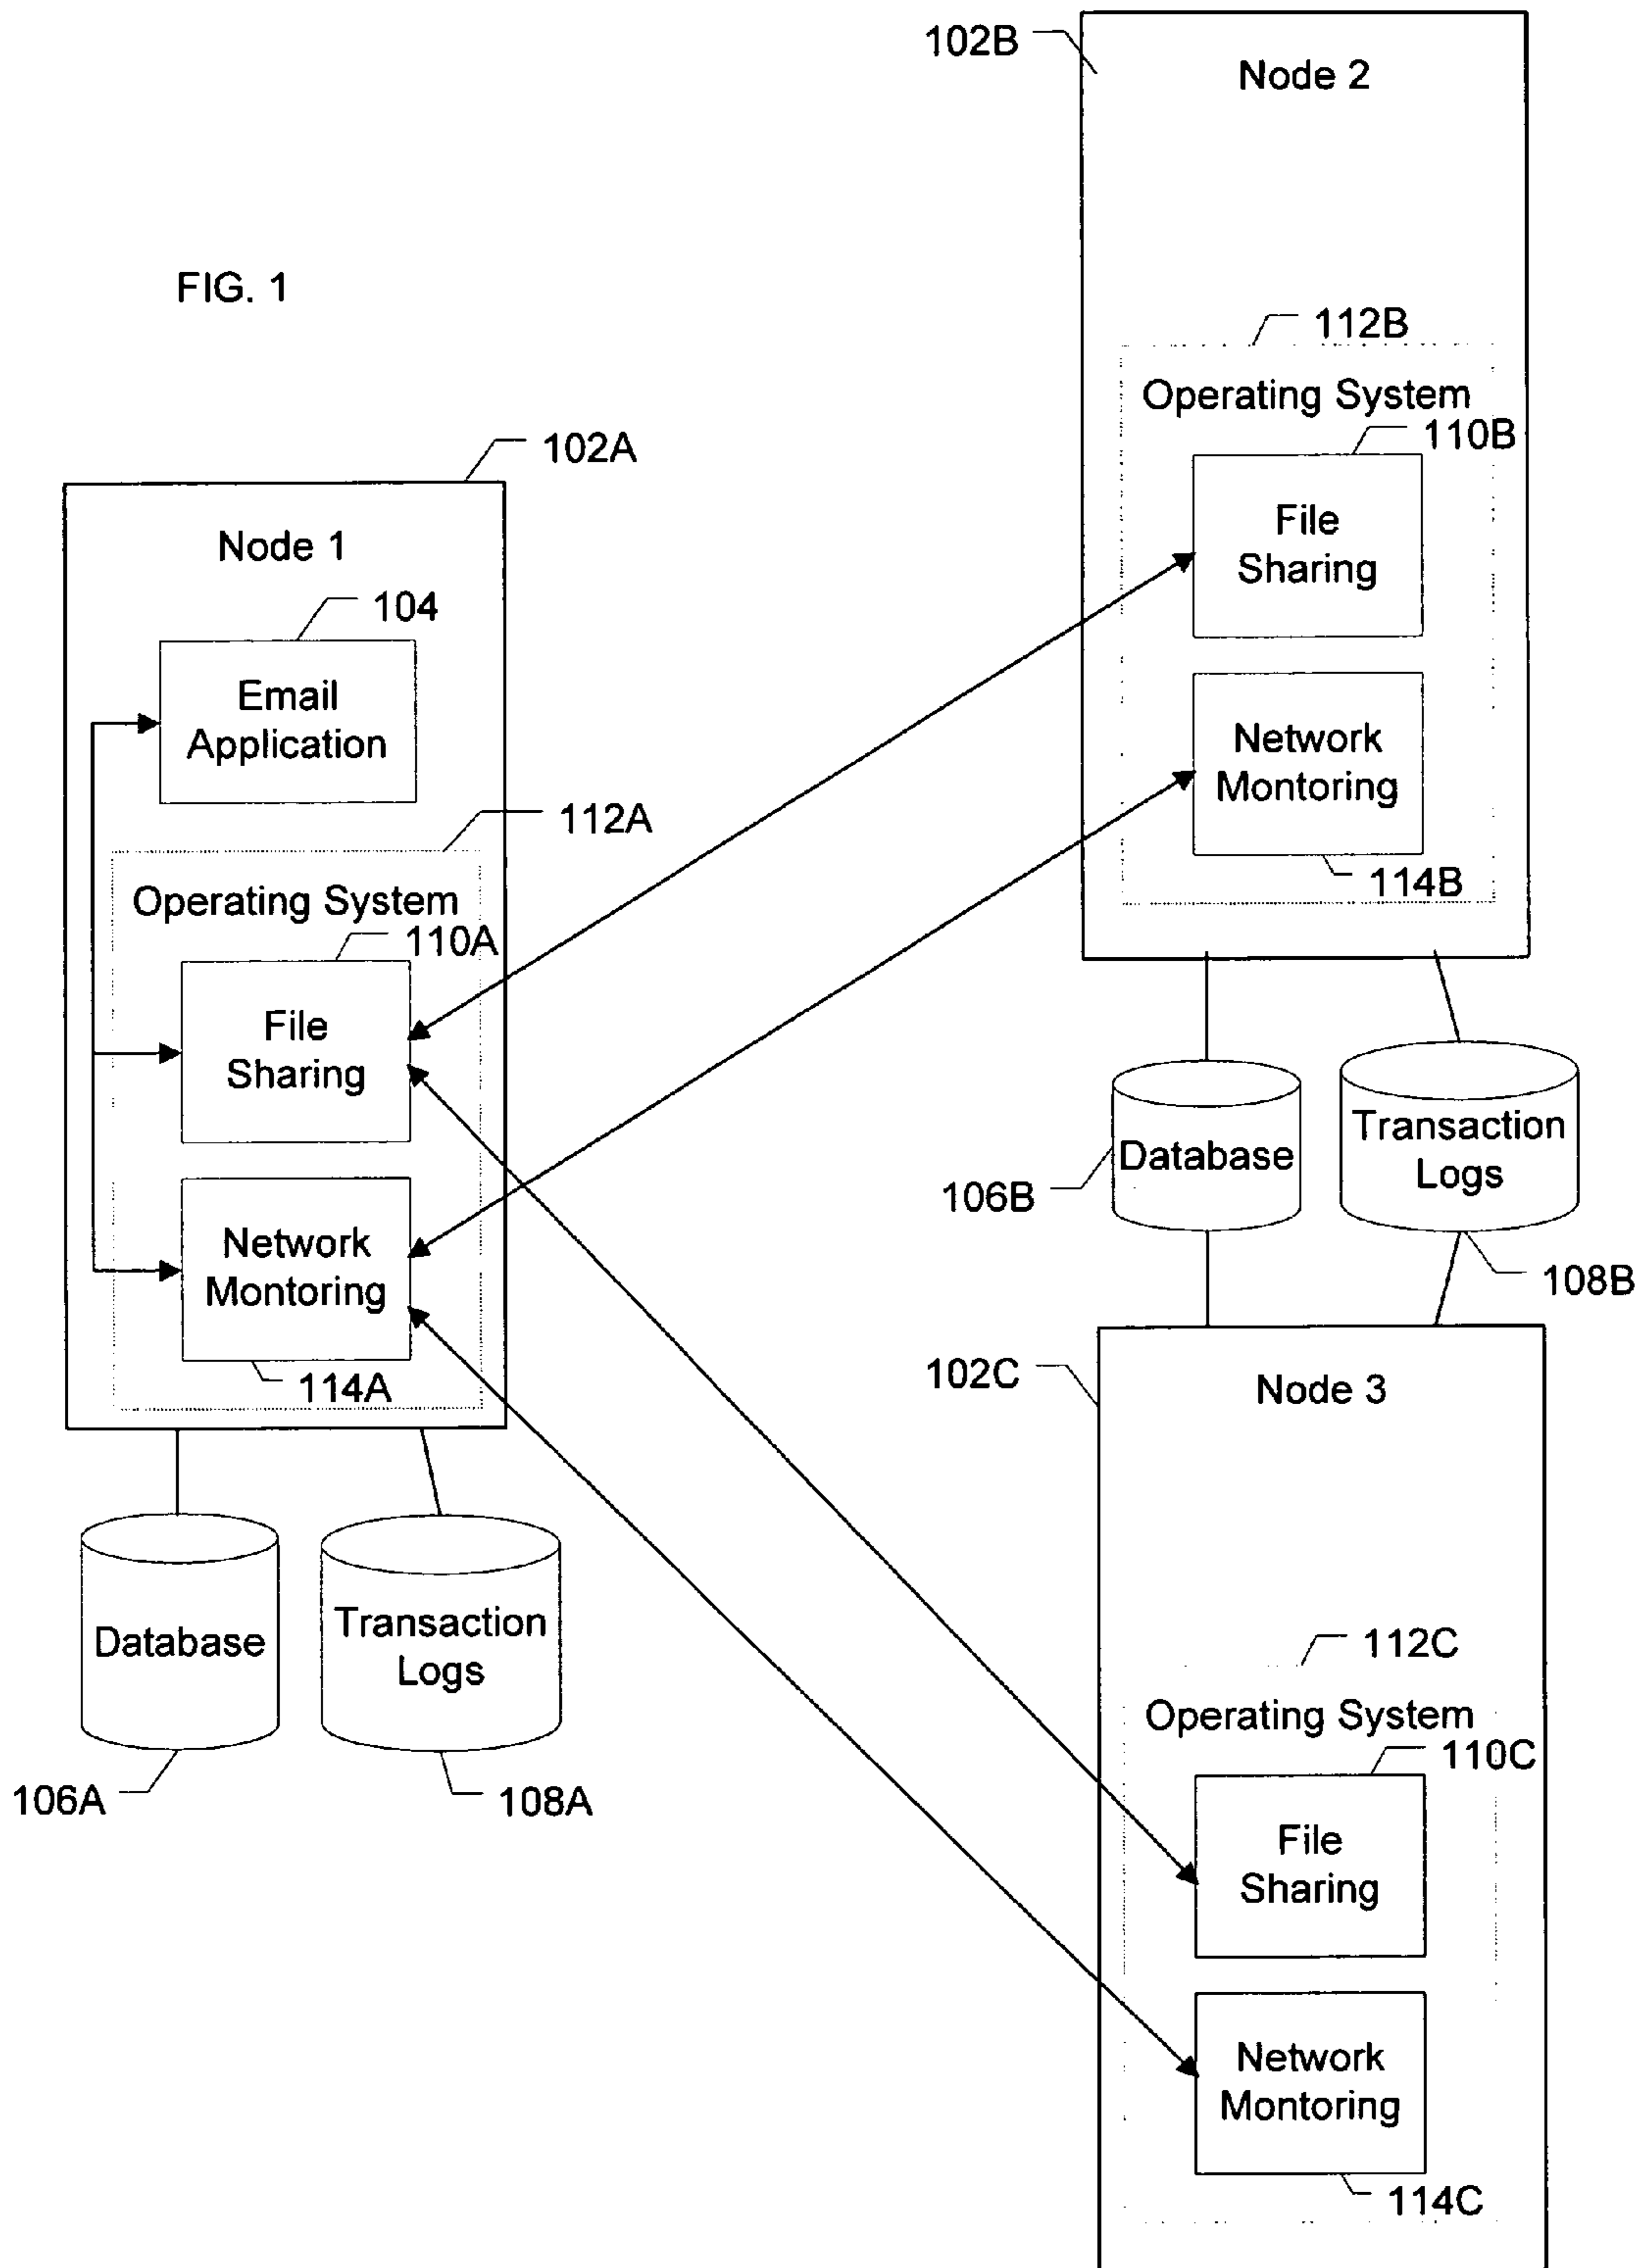 FIG. 1
102A
Node 1
104
Email
Application
112A
Operating System
110A
File
Sharing
Network
Montoring
114A
Database
Transaction
Logs
106A
108A
102B
Node 2
112B
Operating System
110B
File
Sharing
Network
Montoring
114B
Database
Transaction
Logs
106B
108B
102C
Node 3
112C
Operating System
110C
File
Sharing
Network
Montoring
114C